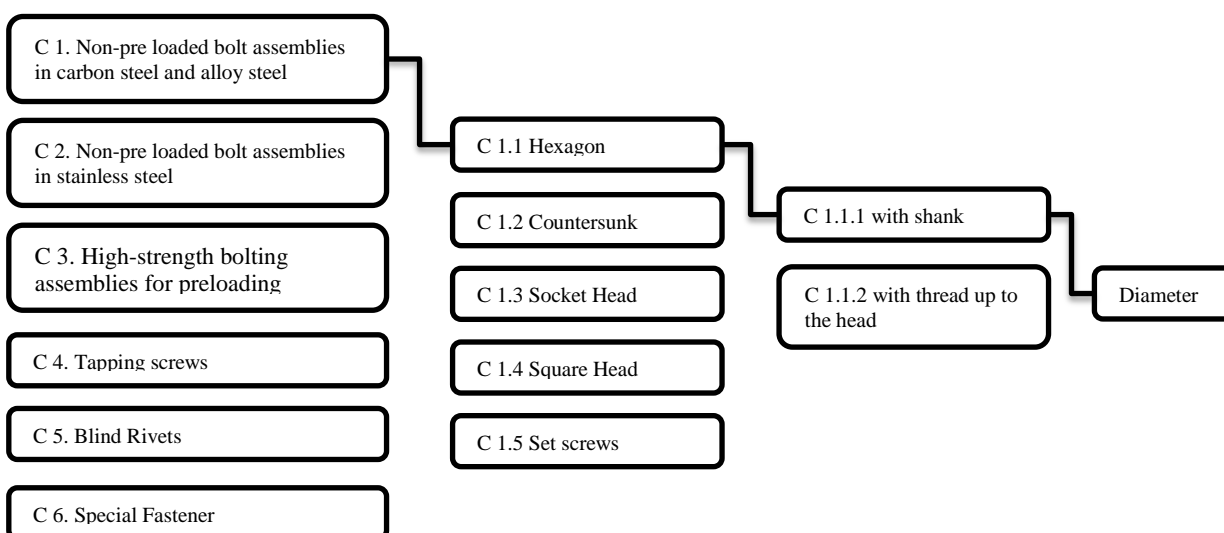 C 1. Non-pre loaded bolt assemblies
in carbon steel and alloy steel
C 2. Non-pre loaded bolt assemblies
in stainless steel
C 3. High-strength bolting
assemblies for preloading
C 4. Tapping screws
C 5. Blind Rivets
C 6. Special Fastener
C 1.1 Hexagon
C 1.2 Countersunk
C 1.3 Socket Head
C 1.4 Square Head
C 1.5 Set screws
C 1.1.1 with shank
C 1.1.2 with thread up to
the head
Diameter